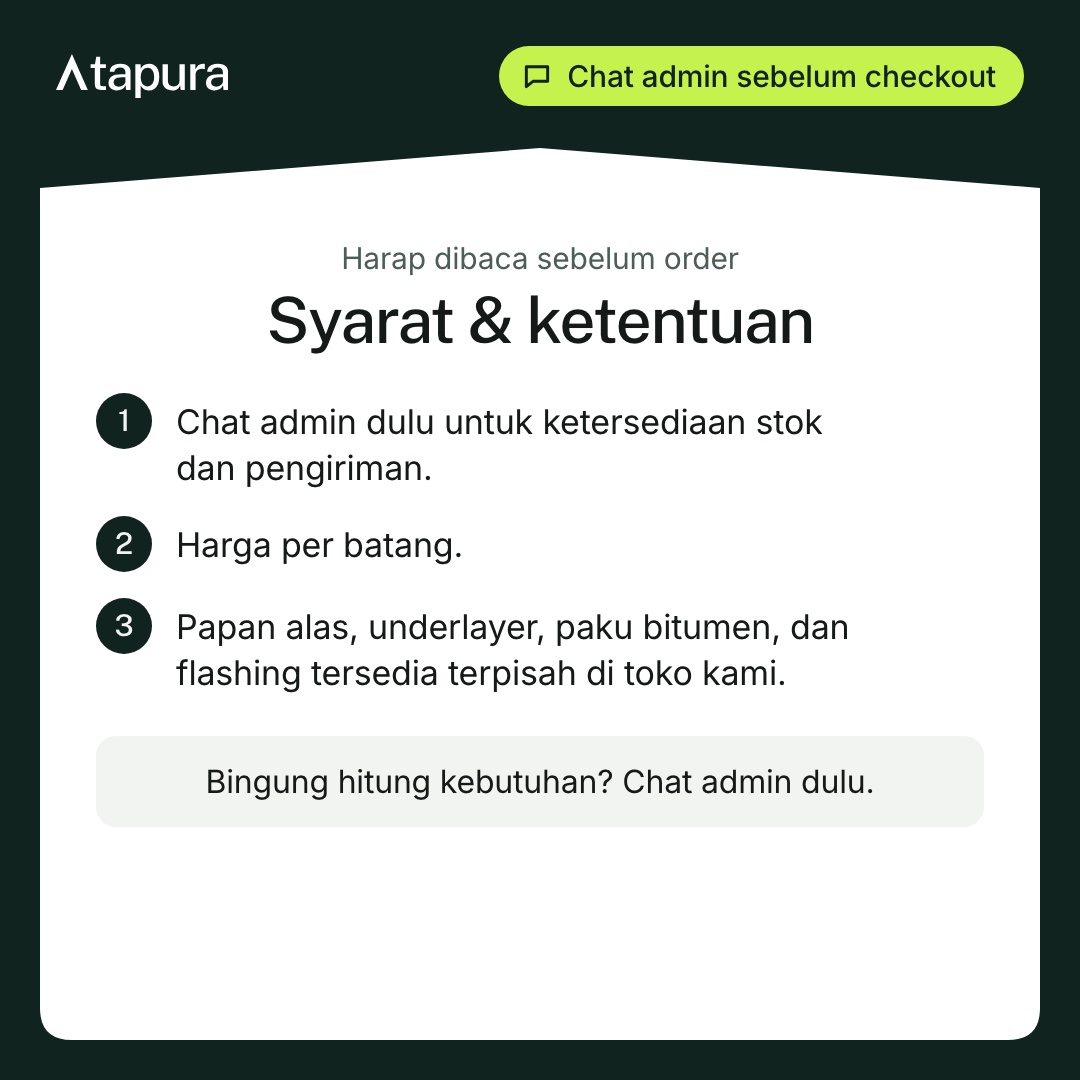 Atapura
Chat admin sebelum checkout
Harap dibaca sebelum order
Syarat & ketentuan
1 Chat admin dulu untuk ketersediaan stok
dan pengiriman.
2 Harga per batang.
3 Papan alas, underlayer, paku bitumen, dan
flashing tersedia terpisah di toko kami.
Bingung hitung kebutuhan? Chat admin dulu.